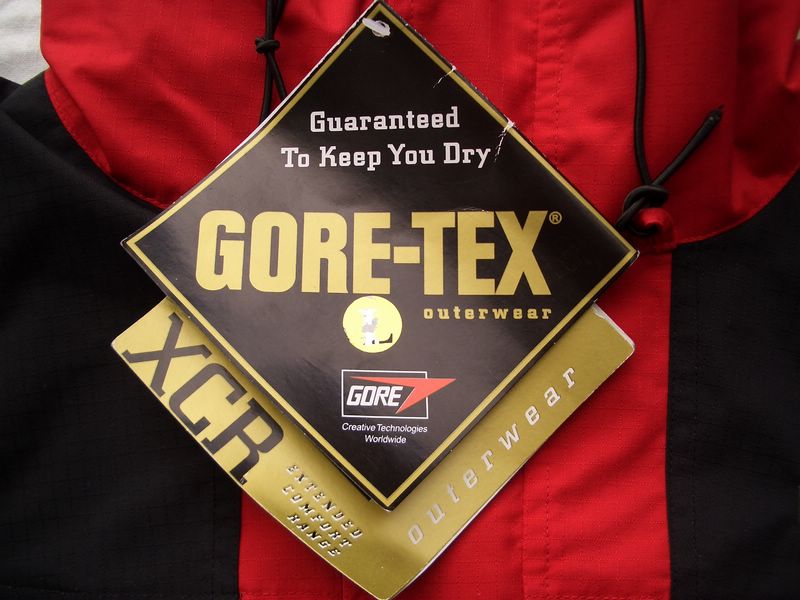 Guaranteed
To Keep You Dry
GORE-TEX®
outerwear
GORE
Creative Technologies
Worldwide
XCR
EXTENDED
COMFORT
RANGE
outerwear